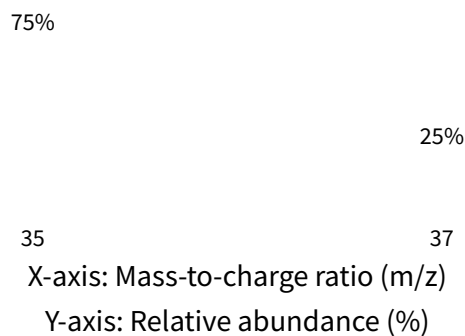 75%
25%
35 37
X-axis: Mass-to-charge ratio (m/z)
Y-axis: Relative abundance (%)